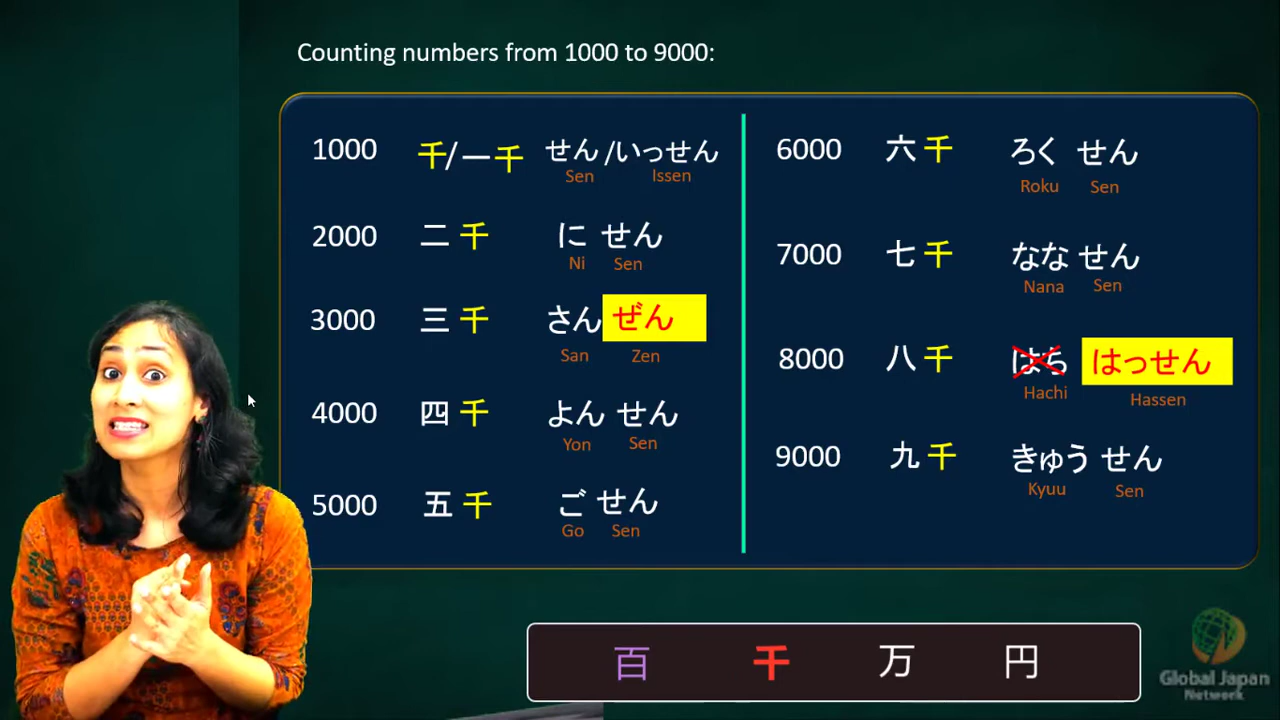 Counting numbers from 1000 to 9000:
1000 千/一千 せん/いっせん
Sen Issen
2000 二千 に せん
Ni Sen
3000 三千 さん ぜん
San Zen
4000 四千 よん せん
Yon Sen
5000 五千 ご せん
Go Sen
6000 六千 ろく せん
Roku Sen
7000 七千 なな せん
Nana Sen
8000 八千 はち はっせん
Hachi Hassen
9000 九千 きゅう せん
Kyuu Sen
百 千 万 円
Global Japan
Network